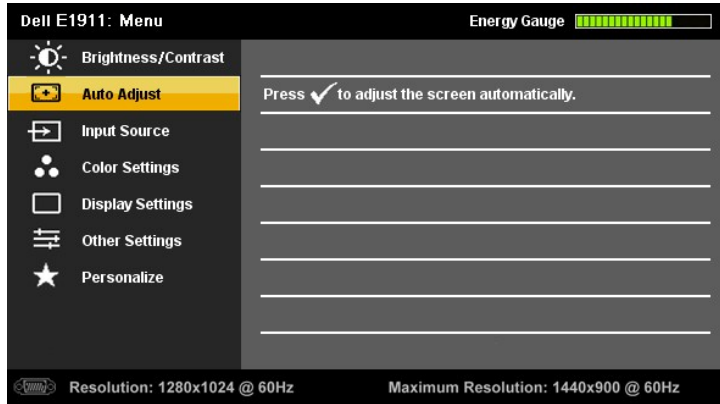 Dell E1911: Menu Energy Gauge
Brightness/Contrast
Auto Adjust Press ✓ to adjust the screen automatically.
Input Source
Color Settings
Display Settings
Other Settings
Personalize
Resolution: 1280x1024 @ 60Hz Maximum Resolution: 1440x900 @ 60Hz